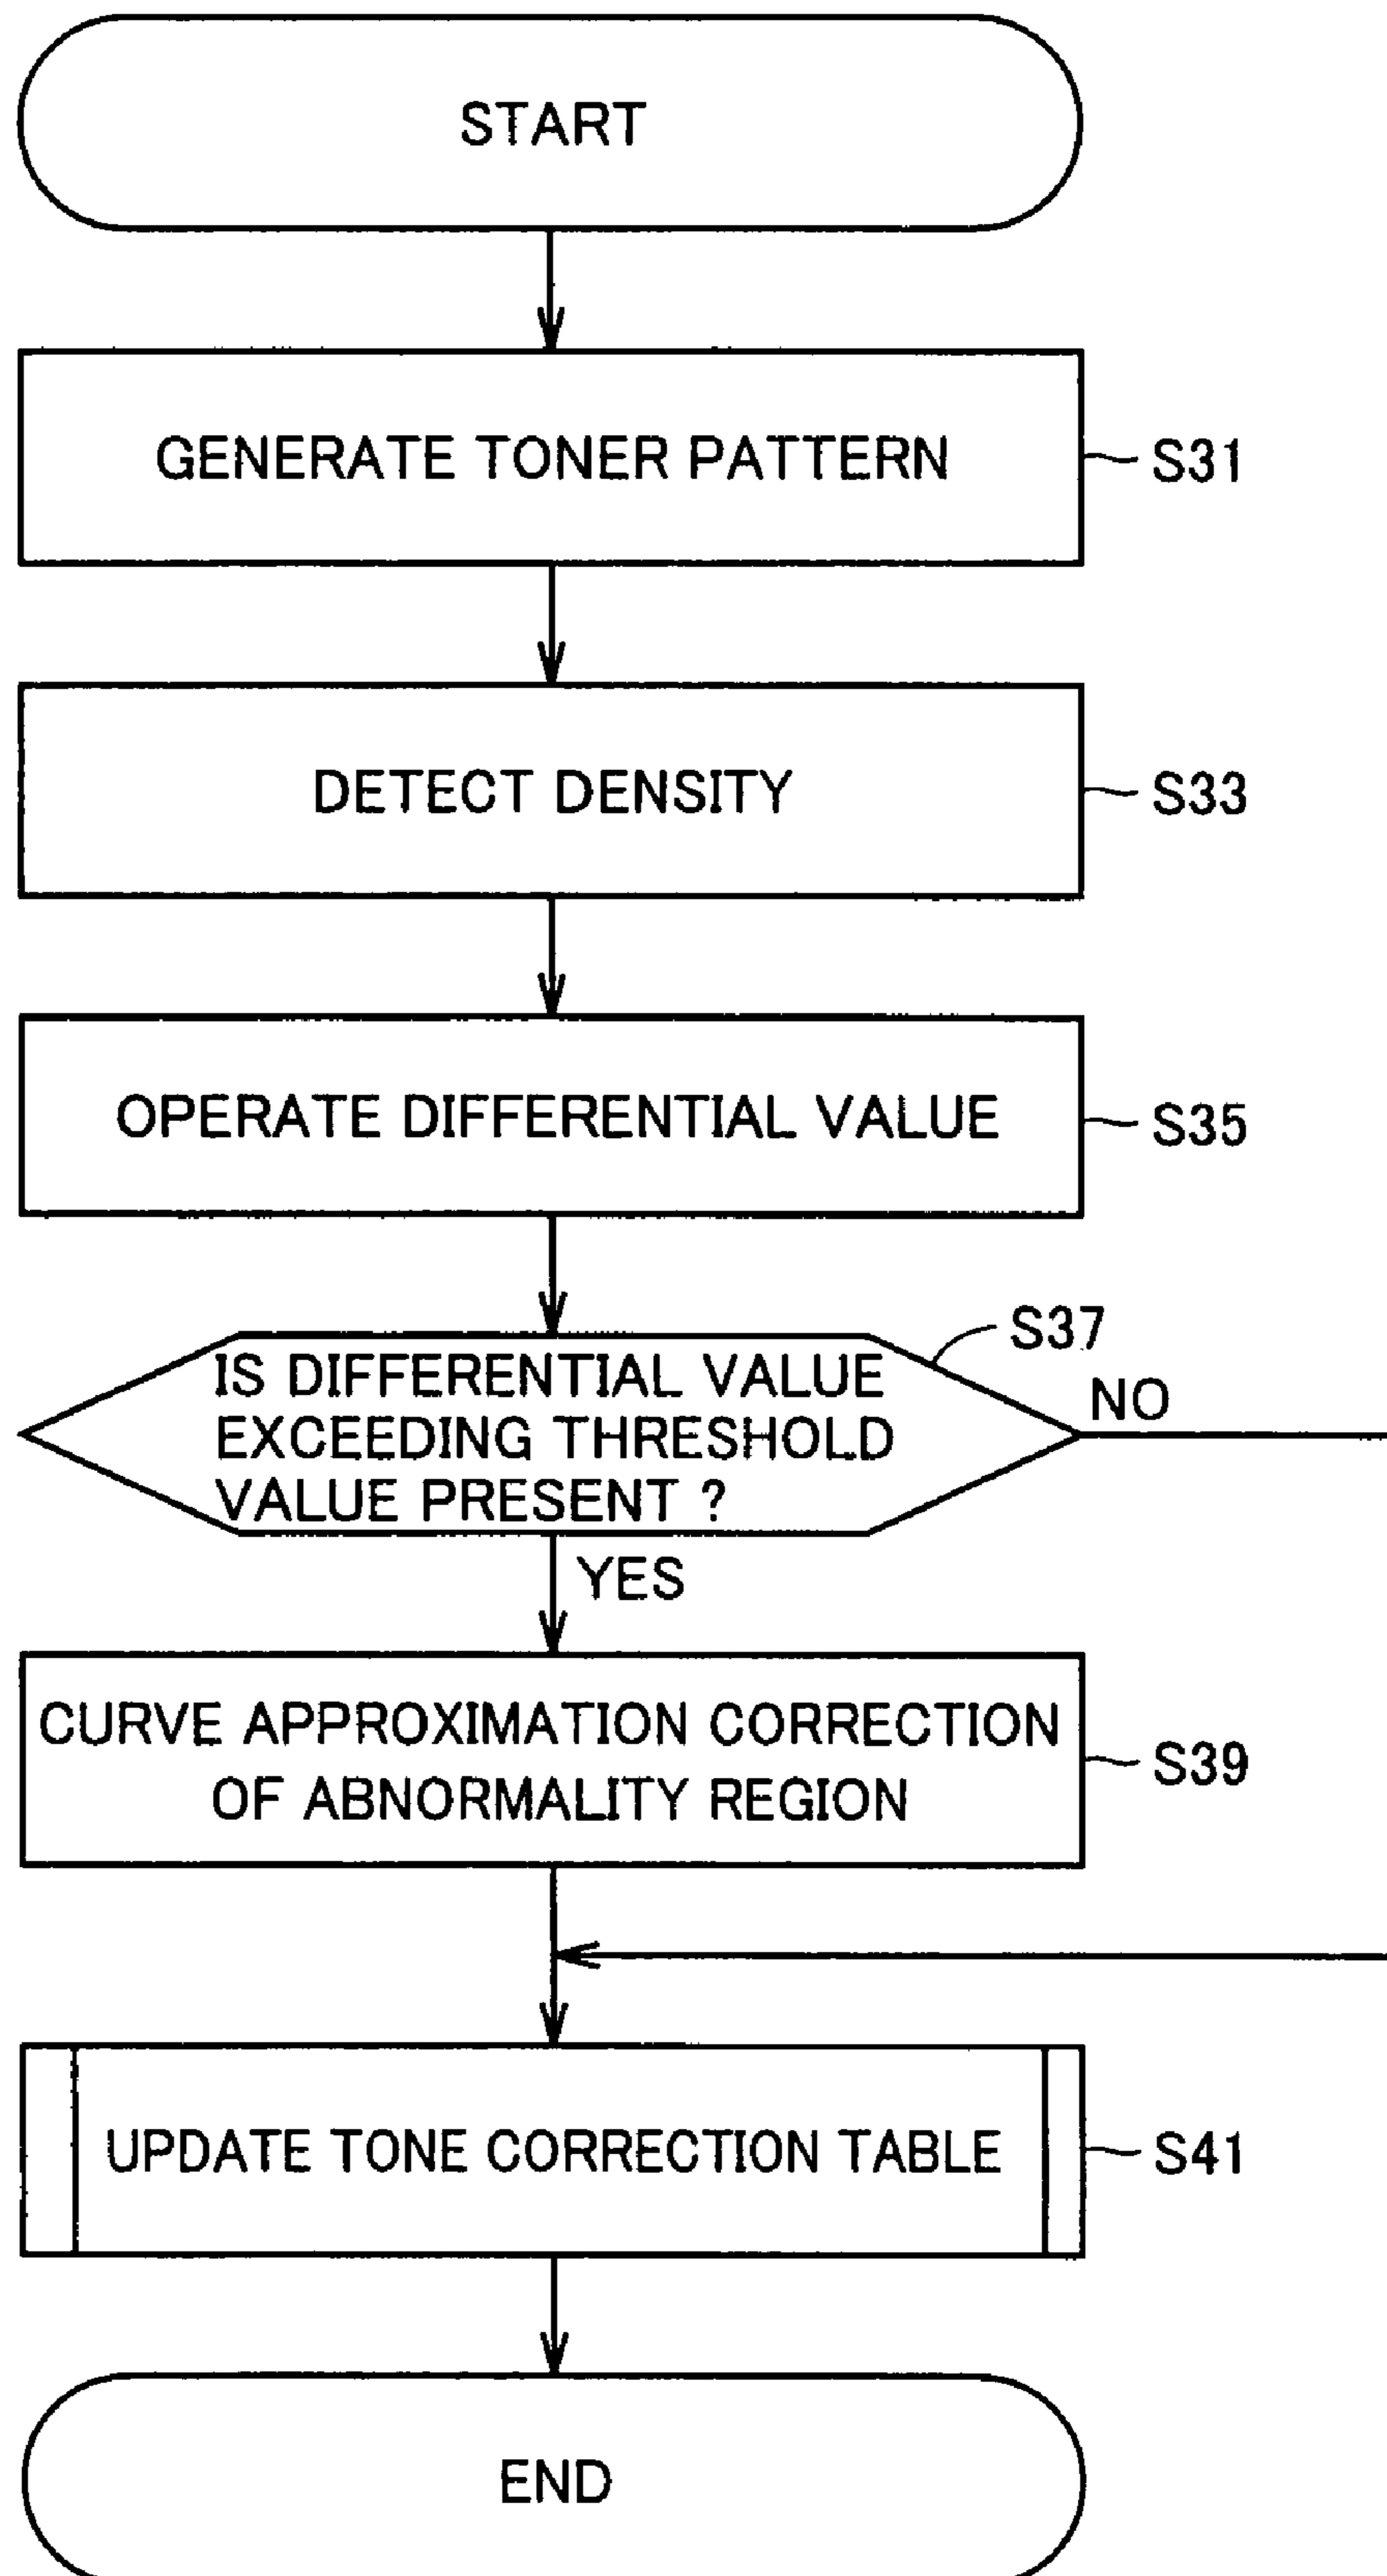 START
GENERATE TONER PATTERN
S31
DETECT DENSITY
S33
OPERATE DIFFERENTIAL VALUE
S35
S37
IS DIFFERENTIAL VALUE
EXCEEDING THRESHOLD
VALUE PRESENT ?
NO
YES
CURVE APPROXIMATION CORRECTION
OF ABNORMALITY REGION
S39
UPDATE TONE CORRECTION TABLE
S41
END